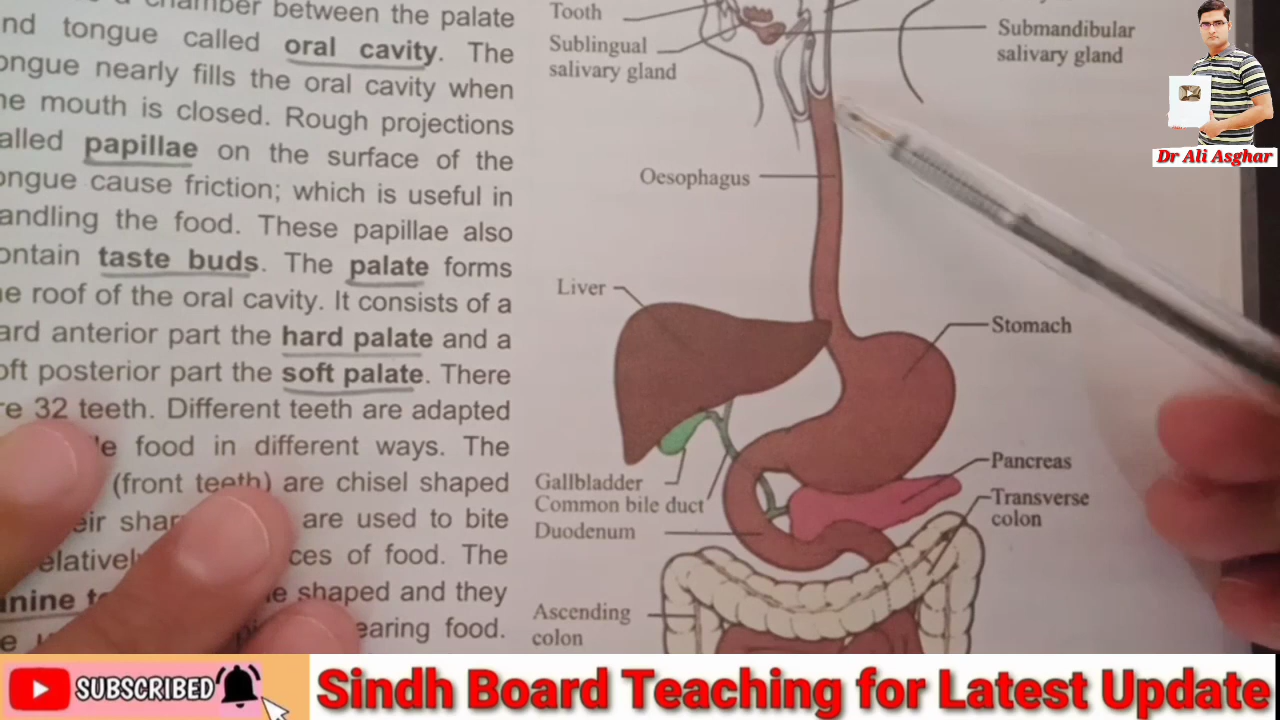 a chamber between the palate
nd tongue called oral cavity. The
ongue nearly fills the oral cavity when
he mouth is closed. Rough projections
alled papillae on the surface of the
ongue cause friction; which is useful in
andling the food. These papillae also
ontain taste buds. The palate forms
he roof of the oral cavity. It consists of a
ard anterior part the hard palate and a
oft posterior part the soft palate. There
re 32 teeth. Different teeth are adapted
food in different ways. The
(front teeth) are chisel shaped
eir shar are used to bite
elatively ces of food. The
anine shaped and they
earing food.
Tooth
Sublingual
salivary gland
Submandibular
salivary gland
Oesophagus
Liver
Stomach
Gallbladder
Common bile duct
Duodenum
Pancreas
Transverse
colon
Ascending
colon
Dr Ali Asghar
SUBSCRIBED
Sindh Board Teaching for Latest Update